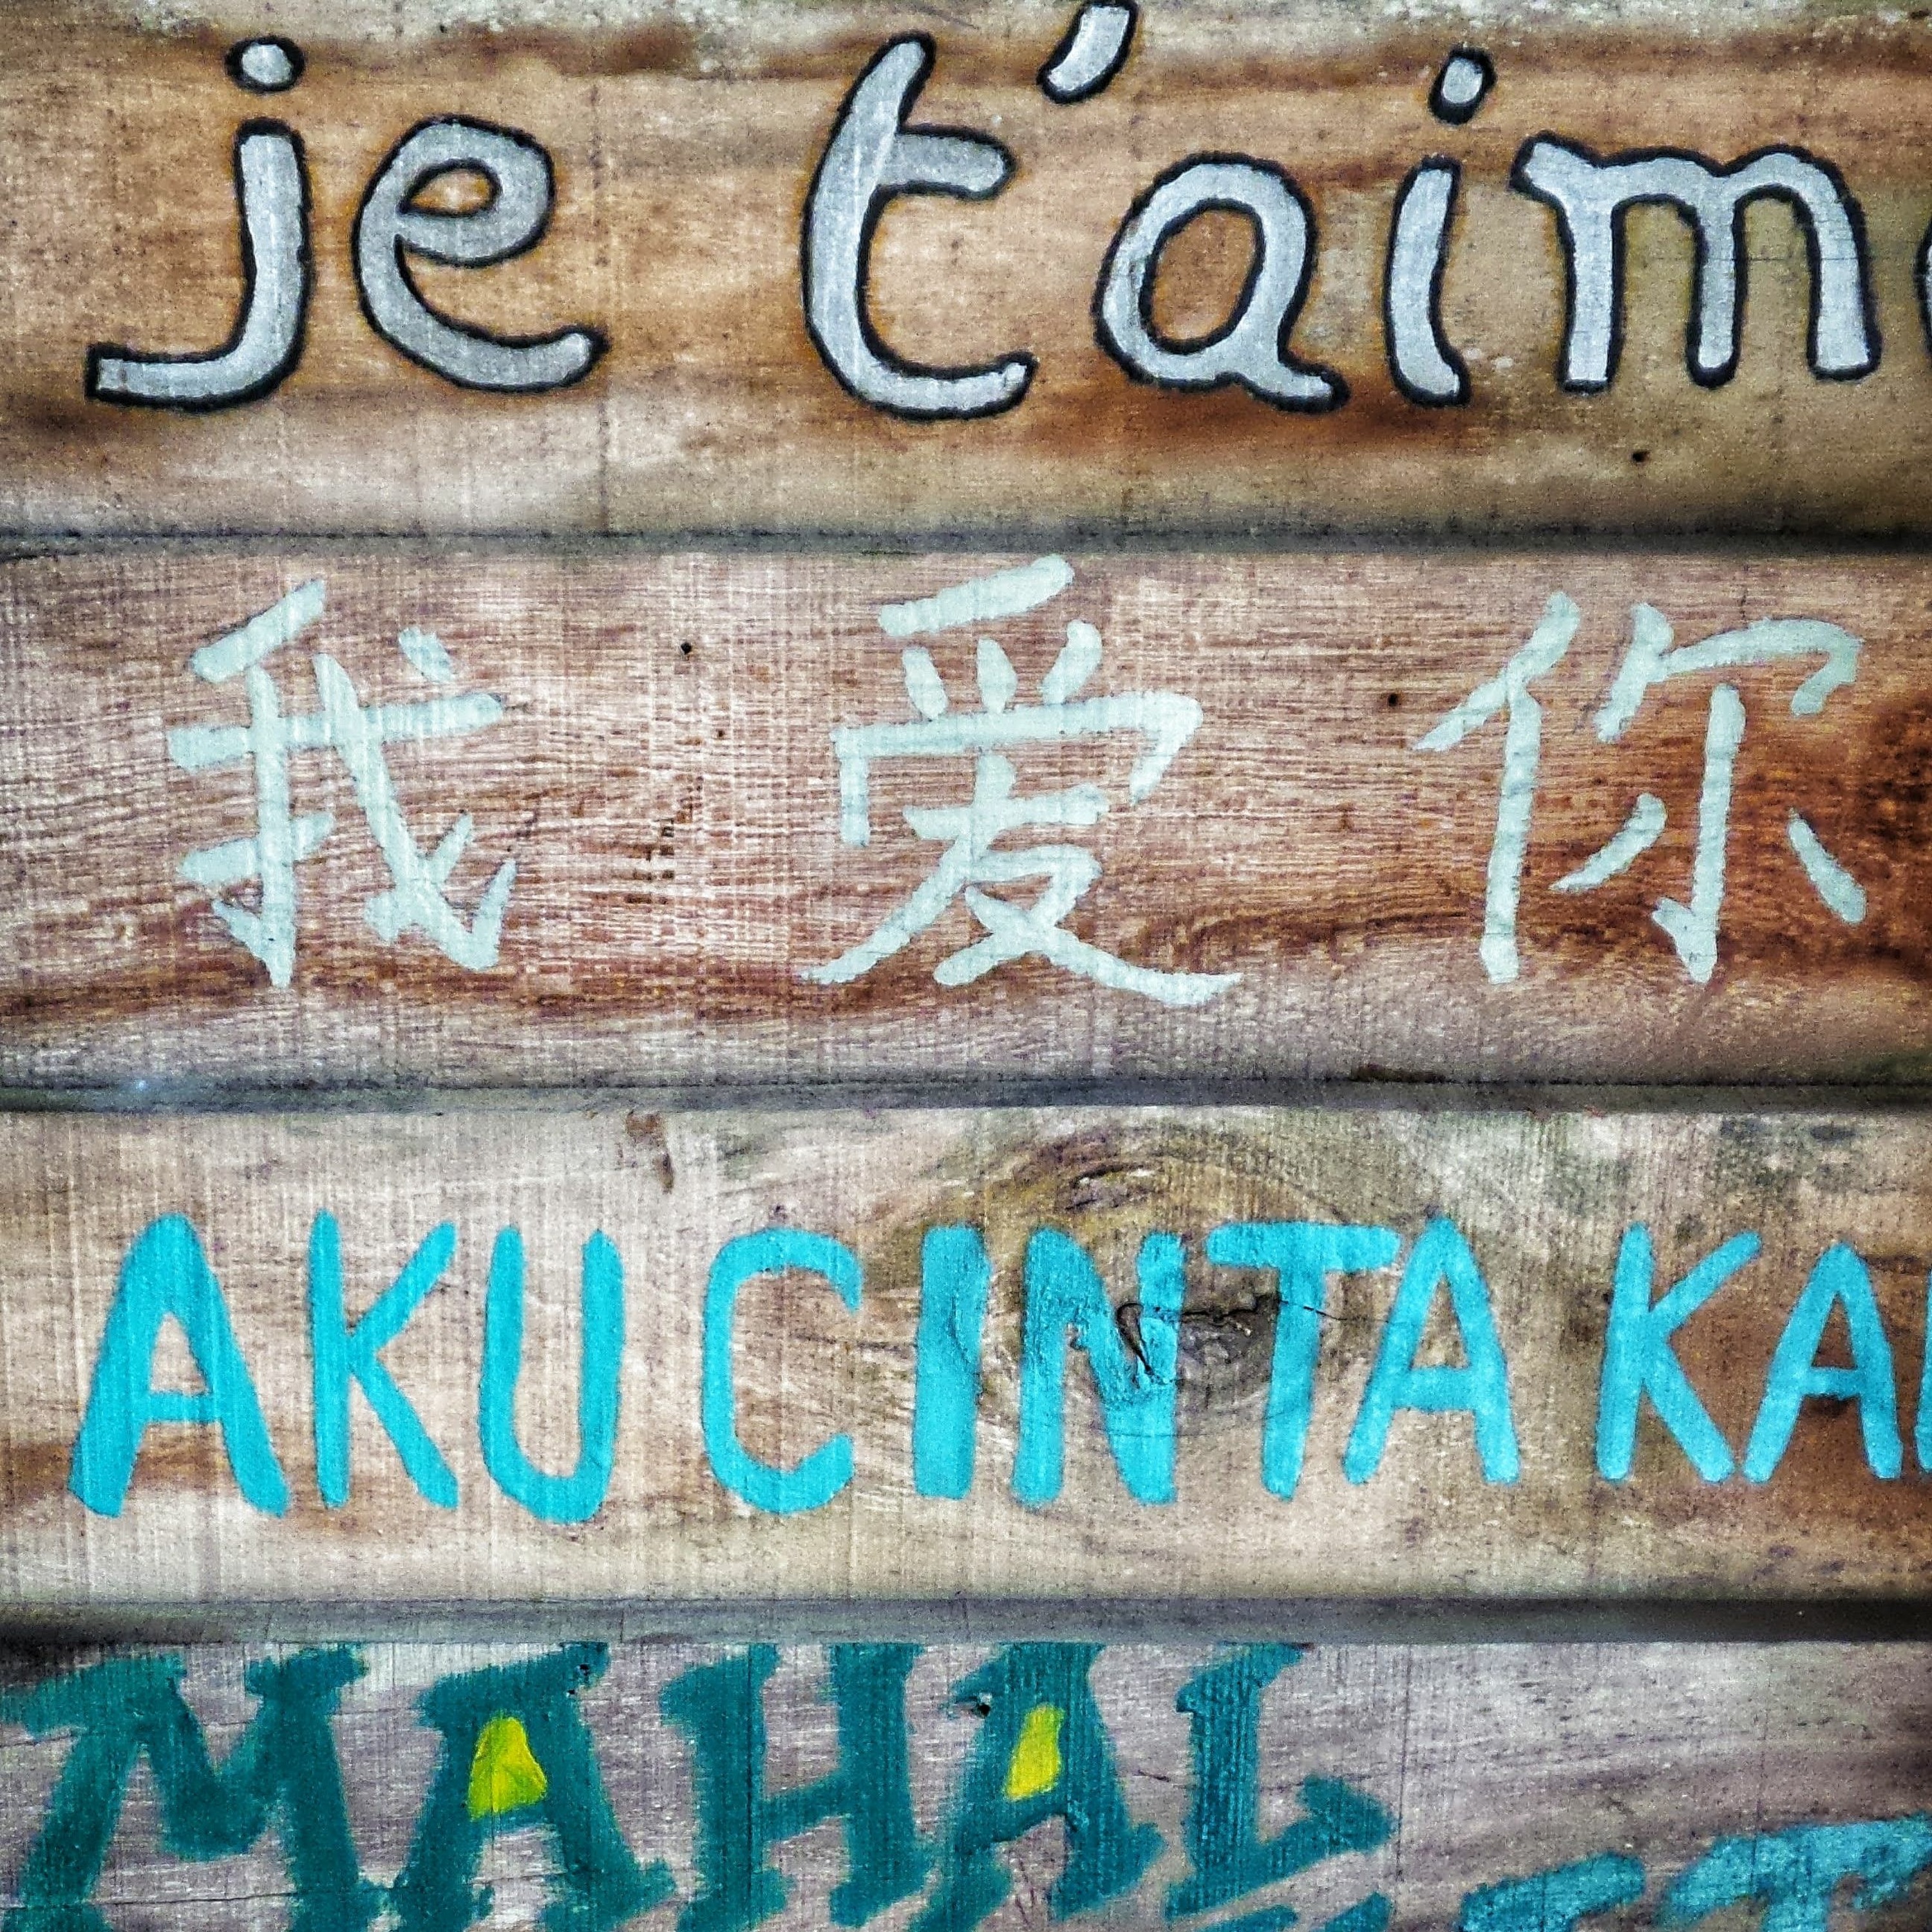 je t'aim
我爱你
AKU CINTA KA
MAHAL